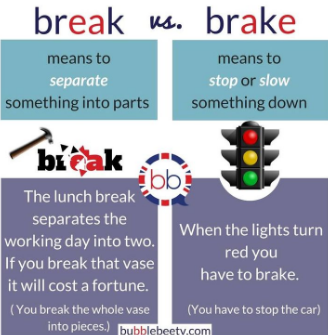 break vs. brake
means to
separate
something into parts
means to
stop or slow
something down
break
bb
The lunch break
separates the
working day into two.
If you break that vase
it will cost a fortune.
(You break the whole vase
into pieces.)
When the lights turn
red you
have to brake.
(You have to stop the car)
bubblebeetv.com